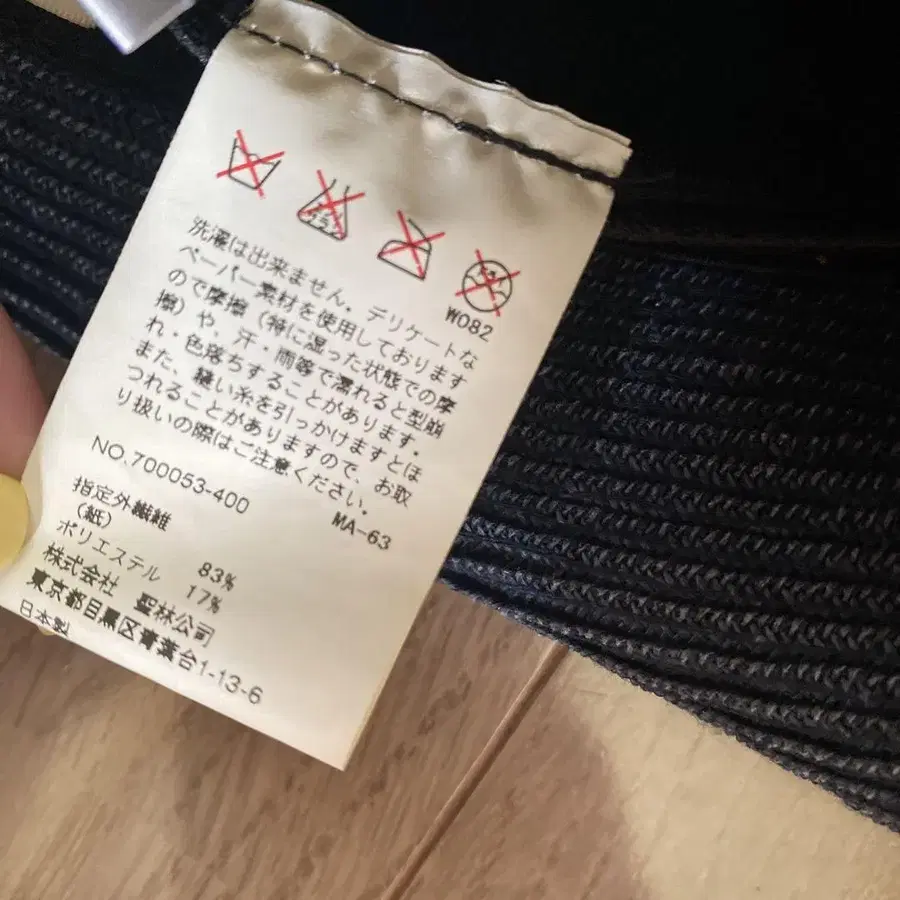 W082
洗濯は出来ません。デリケートな
ペーパー素材を使用しております
ので摩擦（特に湿った状態での摩
擦）や、汗・雨等で濡れると型崩
れ・色落ちすることがあります。
また、縫い糸を引っかけますとほ
つれることがありますので、お取
り扱いの際はご注意ください。
MA-63
NO.700053-400
指定外繊維
（紙） 83%
ポリエステル 17%
株式会社 聖林公司
東京都目黒区青葉台1-13-6
日本製